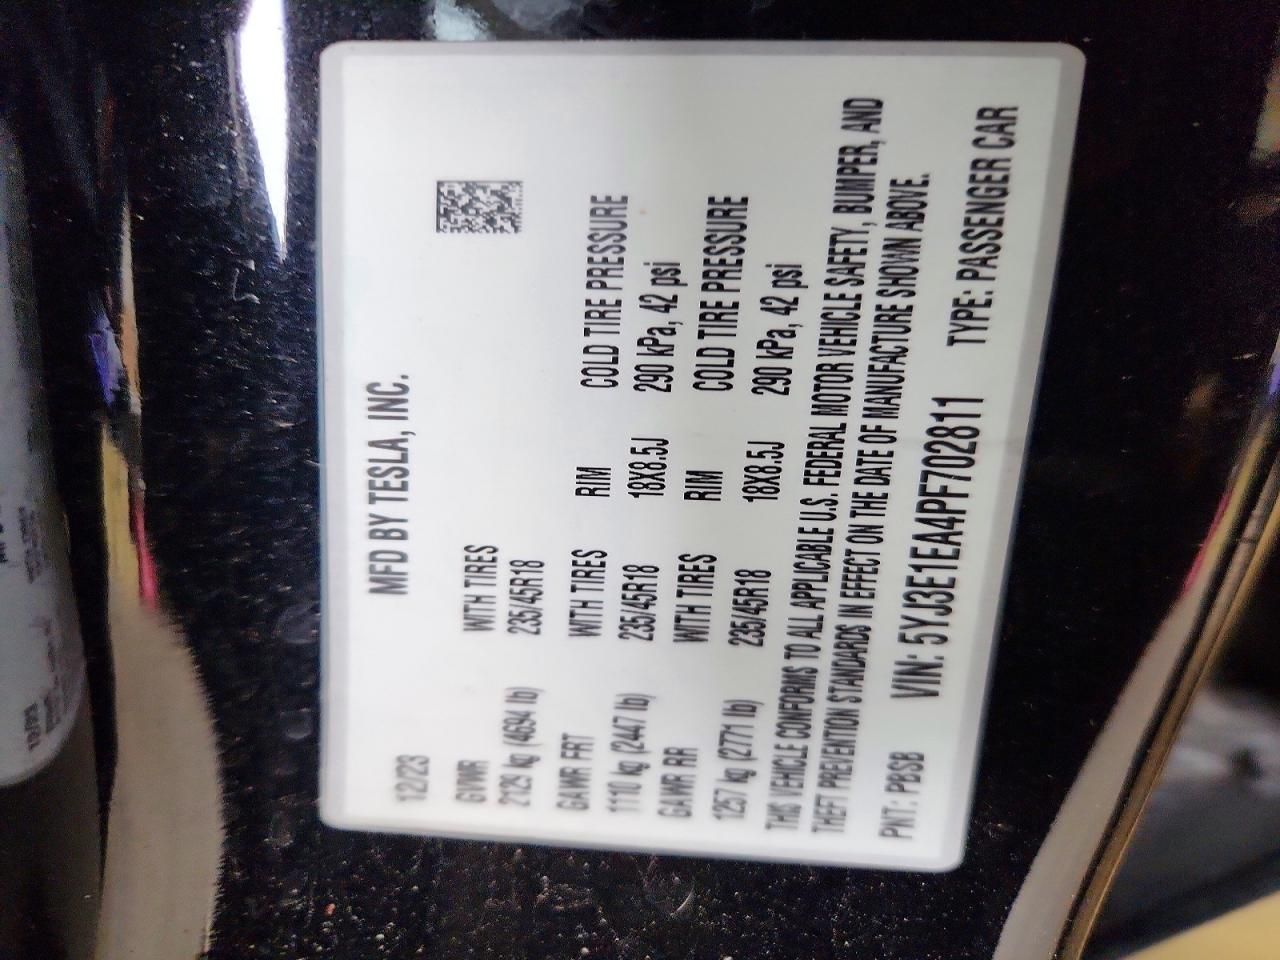 MFD BY TESLA, INC.
12/23
GVWR WITH TIRES
2129 kg (4694 lb) 235/45R18
GAWR FRT WITH TIRES RIM COLD TIRE PRESSURE
1110 kg (2447 lb) 235/45R18 18X8.5J 290 kPa, 42 psi
GAWR RR WITH TIRES RIM COLD TIRE PRESSURE
1257 kg (2771 lb) 235/45R18 18X8.5J 290 kPa, 42 psi
THIS VEHICLE CONFORMS TO ALL APPLICABLE U.S. FEDERAL MOTOR VEHICLE SAFETY, BUMPER, AND
THEFT PREVENTION STANDARDS IN EFFECT ON THE DATE OF MANUFACTURE SHOWN ABOVE.
PNT: PBSB VIN: 5YJ3E1EA4PF702811 TYPE: PASSENGER CAR